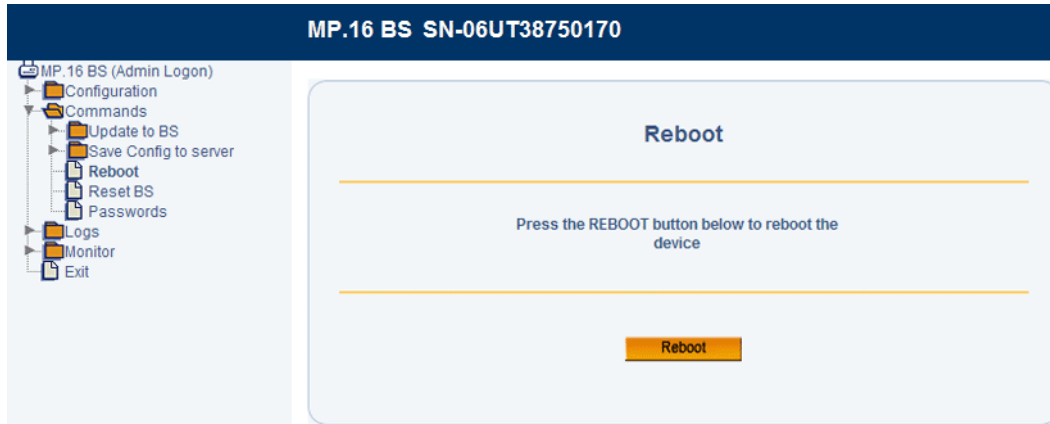 MP.16 BS SN-06UT38750170
MP.16 BS (Admin Logon)
Configuration
Commands
Update to BS
Save Config to server
Reboot
Reset BS
Passwords
Logs
Monitor
Exit
Reboot
Press the REBOOT button below to reboot the
device
Reboot